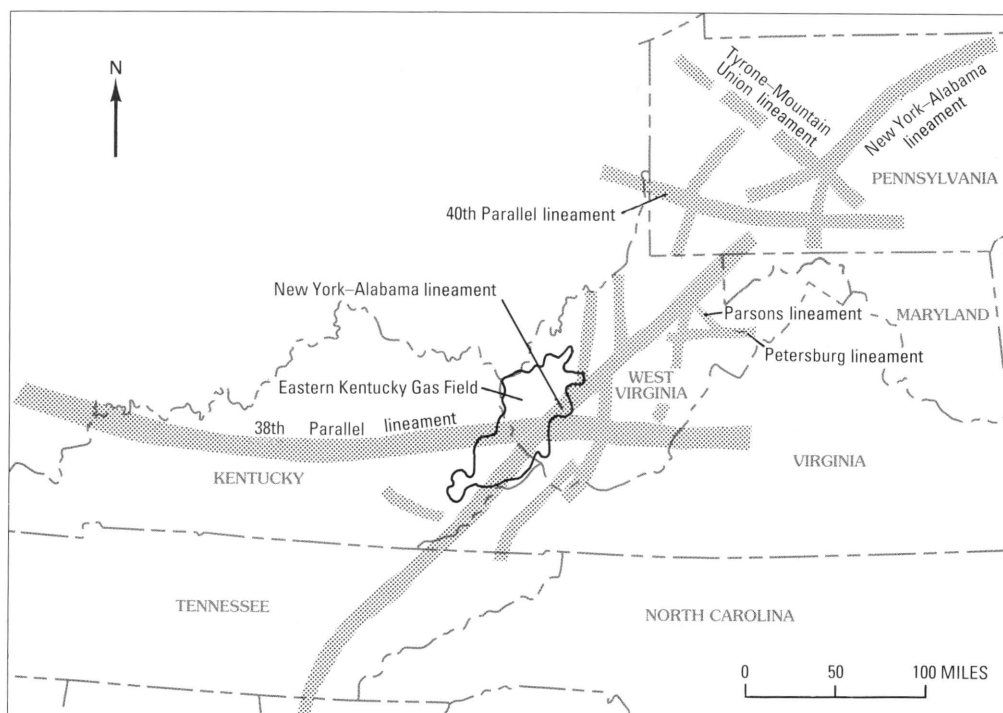 N
Tyrone–Mountain
Union lineament
New York–Alabama
lineament
PENNSYLVANIA
40th Parallel lineament
New York–Alabama lineament
Parsons lineament
MARYLAND
Petersburg lineament
Eastern Kentucky Gas Field
WEST
VIRGINIA
38th Parallel lineament
KENTUCKY
VIRGINIA
TENNESSEE
NORTH CAROLINA
0 50 100 MILES